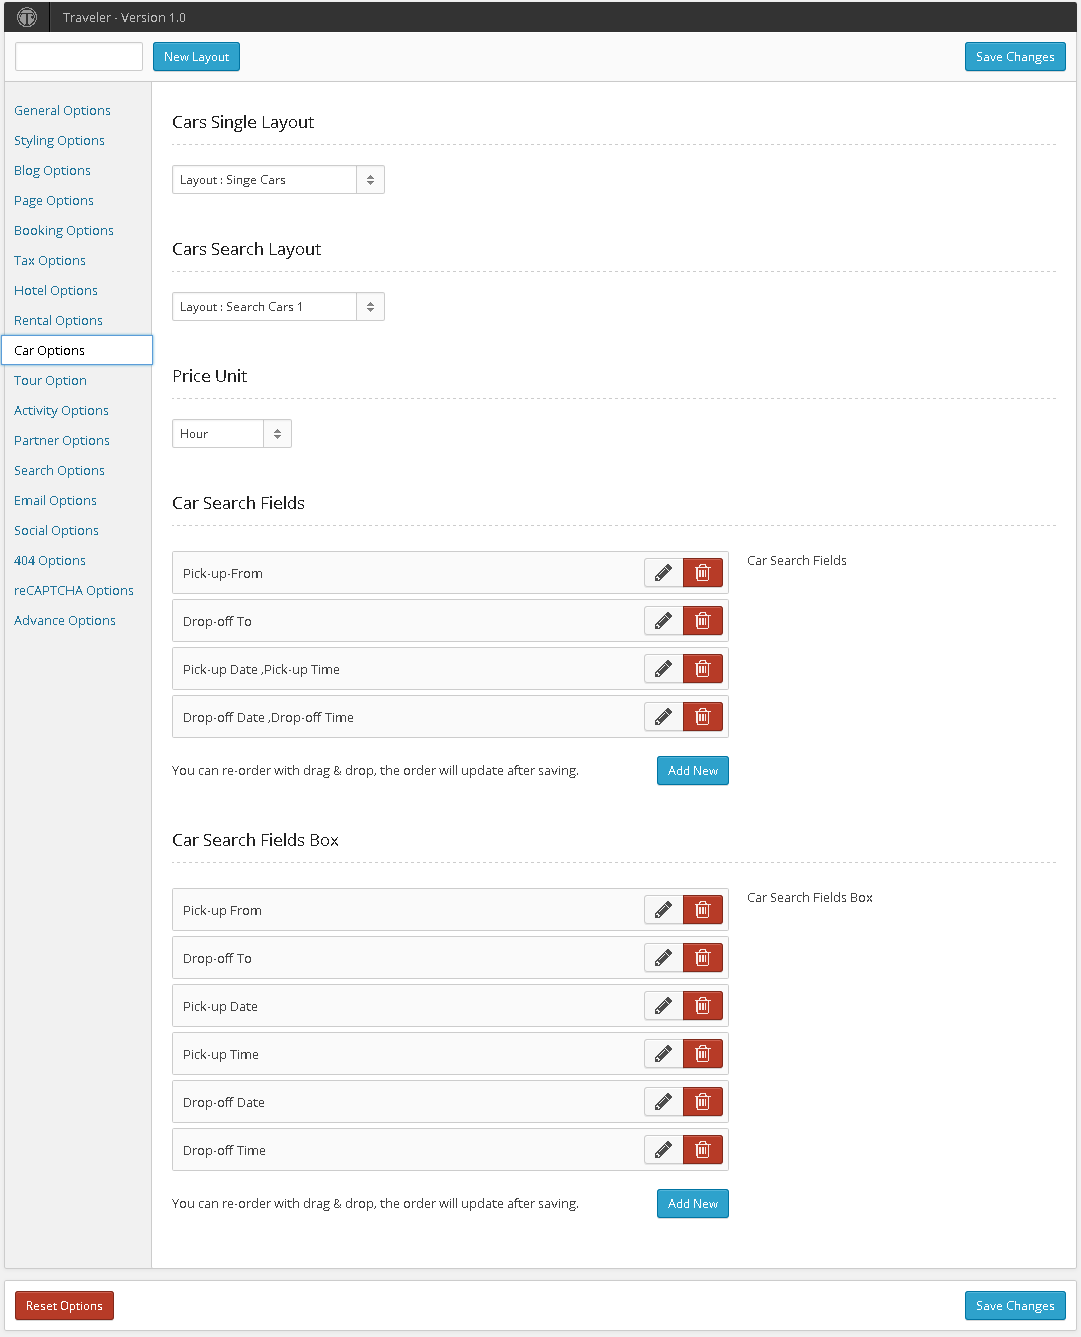 Traveler - Version 1.0
New Layout
Save Changes
General Options
Styling Options
Blog Options
Page Options
Booking Options
Tax Options
Hotel Options
Rental Options
Car Options
Tour Option
Activity Options
Partner Options
Search Options
Email Options
Social Options
404 Options
reCAPTCHA Options
Advance Options
Cars Single Layout
Layout : Singe Cars
Cars Search Layout
Layout : Search Cars 1
Price Unit
Hour
Car Search Fields
Pick-up-From
Drop-off To
Pick-up Date ,Pick-up Time
Drop-off Date ,Drop-off Time
Car Search Fields
You can re-order with drag & drop, the order will update after saving.
Add New
Car Search Fields Box
Pick-up From
Drop-off To
Pick-up Date
Pick-up Time
Drop-off Date
Drop-off Time
Car Search Fields Box
You can re-order with drag & drop, the order will update after saving.
Add New
Reset Options
Save Changes